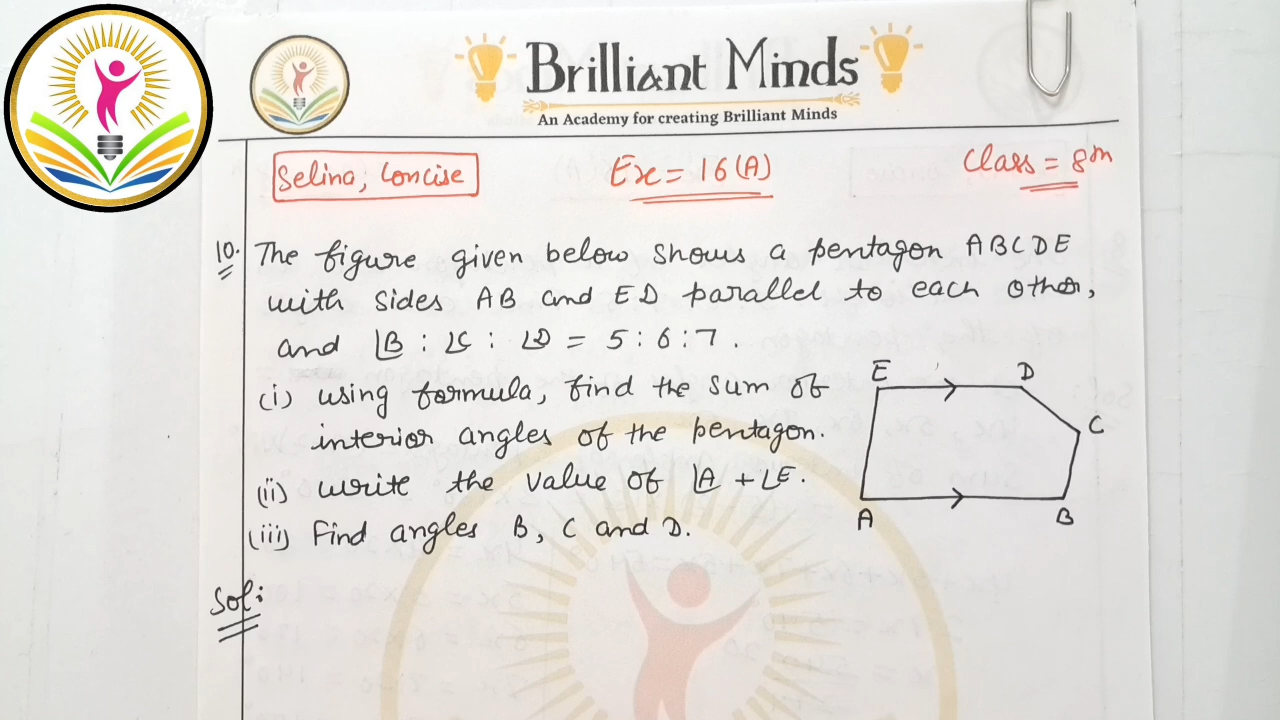 Brilliant Minds
An Academy for creating Brilliant Minds
Selina, Concise
Ex = 16(A)
Class = 8th
10. The figure given below shows a pentagon ABCDE
with sides AB and ED parallel to each other,
and ∠B : ∠C : ∠D = 5 : 6 : 7.
(i) using formula, find the sum of
interior angles of the pentagon.
(ii) write the value of ∠A + ∠E.
(iii) Find angles B, C and D.
E
D
C
A
B
Sol: